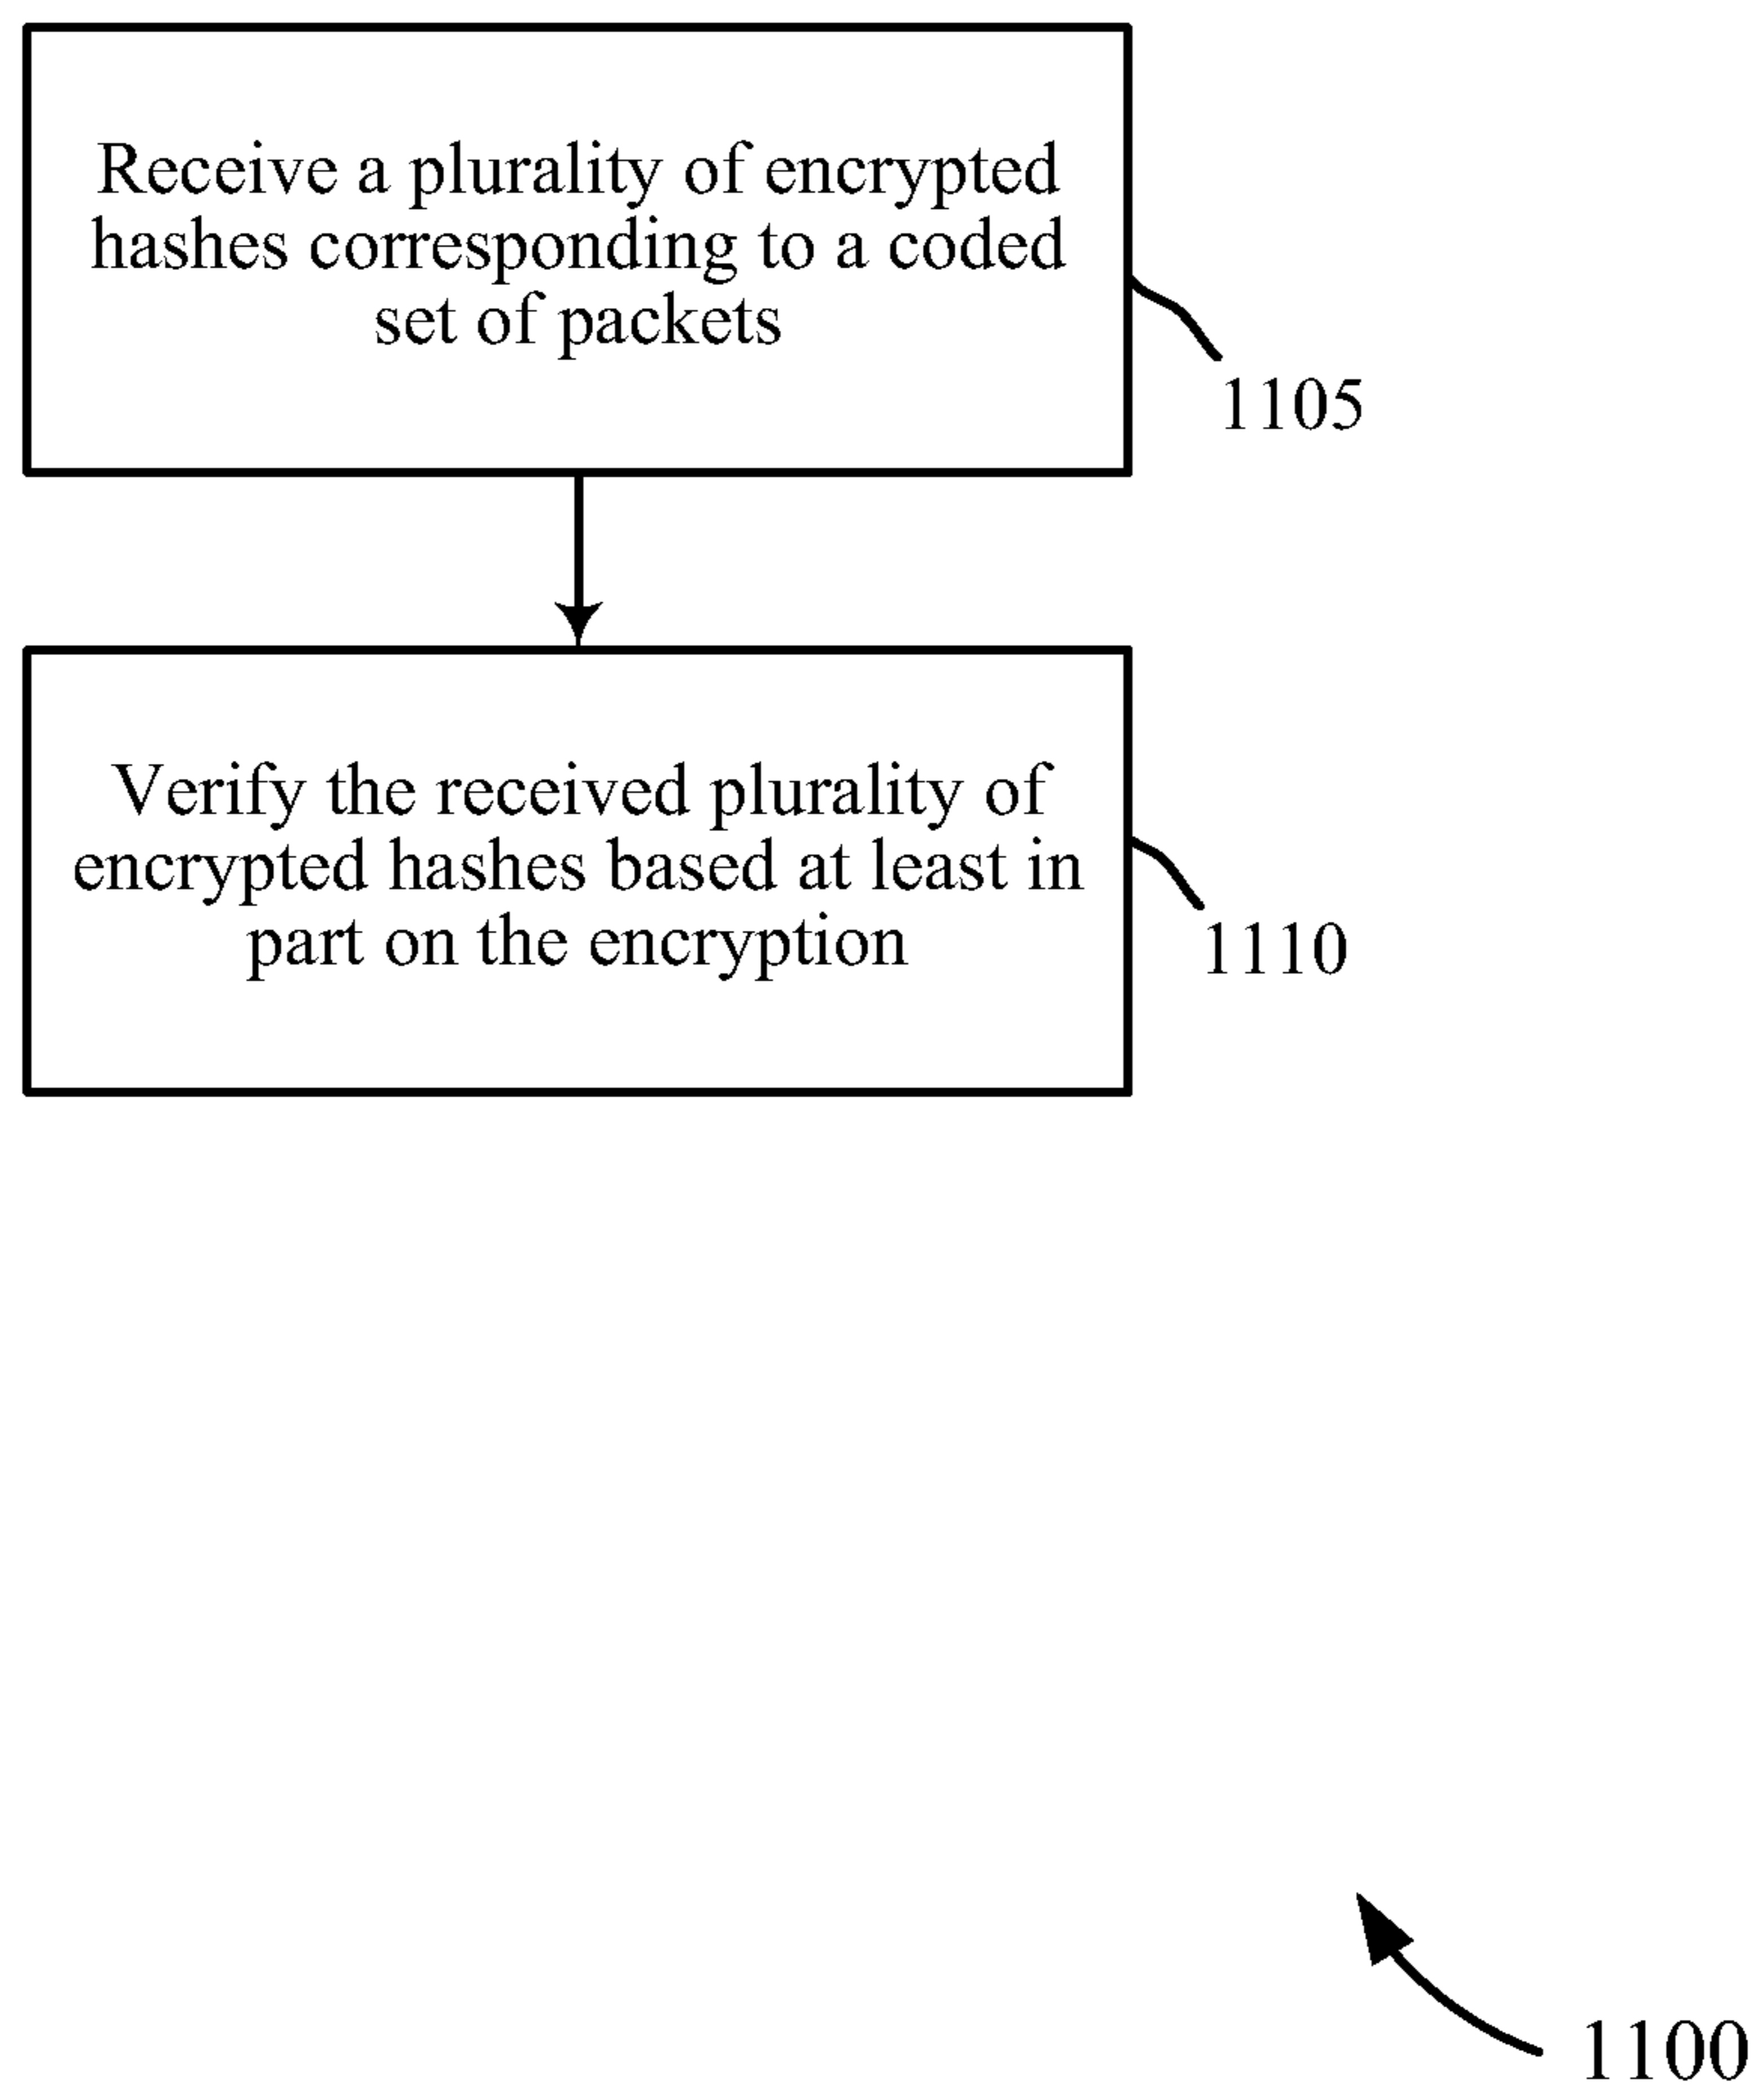 Receive a plurality of encrypted
hashes corresponding to a coded
set of packets
1105
Verify the received plurality of
encrypted hashes based at least in
part on the encryption
1110
1100